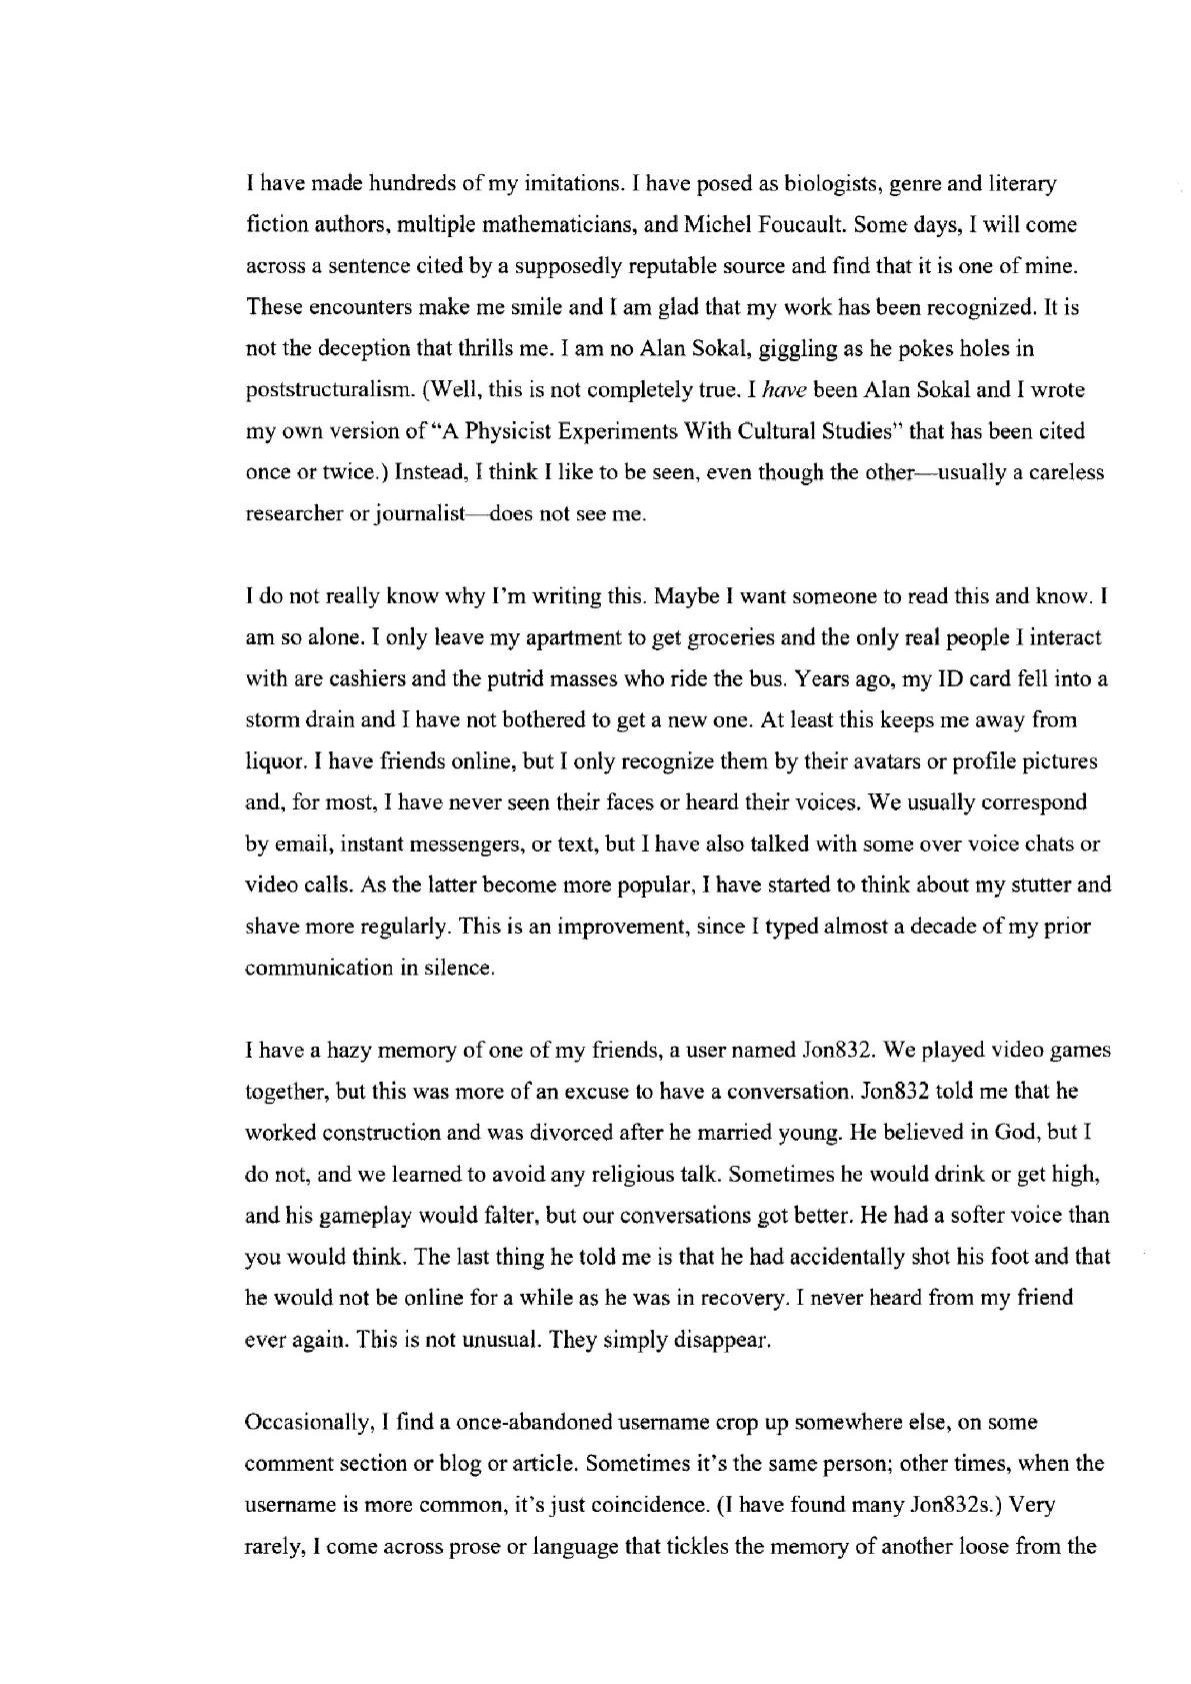 I have made hundreds of my imitations. I have posed as biologists, genre and literary
fiction authors, multiple mathematicians, and Michel Foucault. Some days, I will come
across a sentence cited by a supposedly reputable source and find that it is one of mine.
These encounters make me smile and I am glad that my work has been recognized. It is
not the deception that thrills me. I am no Alan Sokal, giggling as he pokes holes in
poststructuralism. (Well, this is not completely true. I have been Alan Sokal and I wrote
my own version of “A Physicist Experiments With Cultural Studies” that has been cited
once or twice.) Instead, I think I like to be seen, even though the other—usually a careless
researcher or journalist—does not see me.

I do not really know why I’m writing this. Maybe I want someone to read this and know. I
am so alone. I only leave my apartment to get groceries and the only real people I interact
with are cashiers and the putrid masses who ride the bus. Years ago, my ID card fell into a
storm drain and I have not bothered to get a new one. At least this keeps me away from
liquor. I have friends online, but I only recognize them by their avatars or profile pictures
and, for most, I have never seen their faces or heard their voices. We usually correspond
by email, instant messengers, or text, but I have also talked with some over voice chats or
video calls. As the latter become more popular, I have started to think about my stutter and
shave more regularly. This is an improvement, since I typed almost a decade of my prior
communication in silence.

I have a hazy memory of one of my friends, a user named Jon832. We played video games
together, but this was more of an excuse to have a conversation. Jon832 told me that he
worked construction and was divorced after he married young. He believed in God, but I
do not, and we learned to avoid any religious talk. Sometimes he would drink or get high,
and his gameplay would falter, but our conversations got better. He had a softer voice than
you would think. The last thing he told me is that he had accidentally shot his foot and that
he would not be online for a while as he was in recovery. I never heard from my friend
ever again. This is not unusual. They simply disappear.

Occasionally, I find a once-abandoned username crop up somewhere else, on some
comment section or blog or article. Sometimes it’s the same person; other times, when the
username is more common, it’s just coincidence. (I have found many Jon832s.) Very
rarely, I come across prose or language that tickles the memory of another loose from the